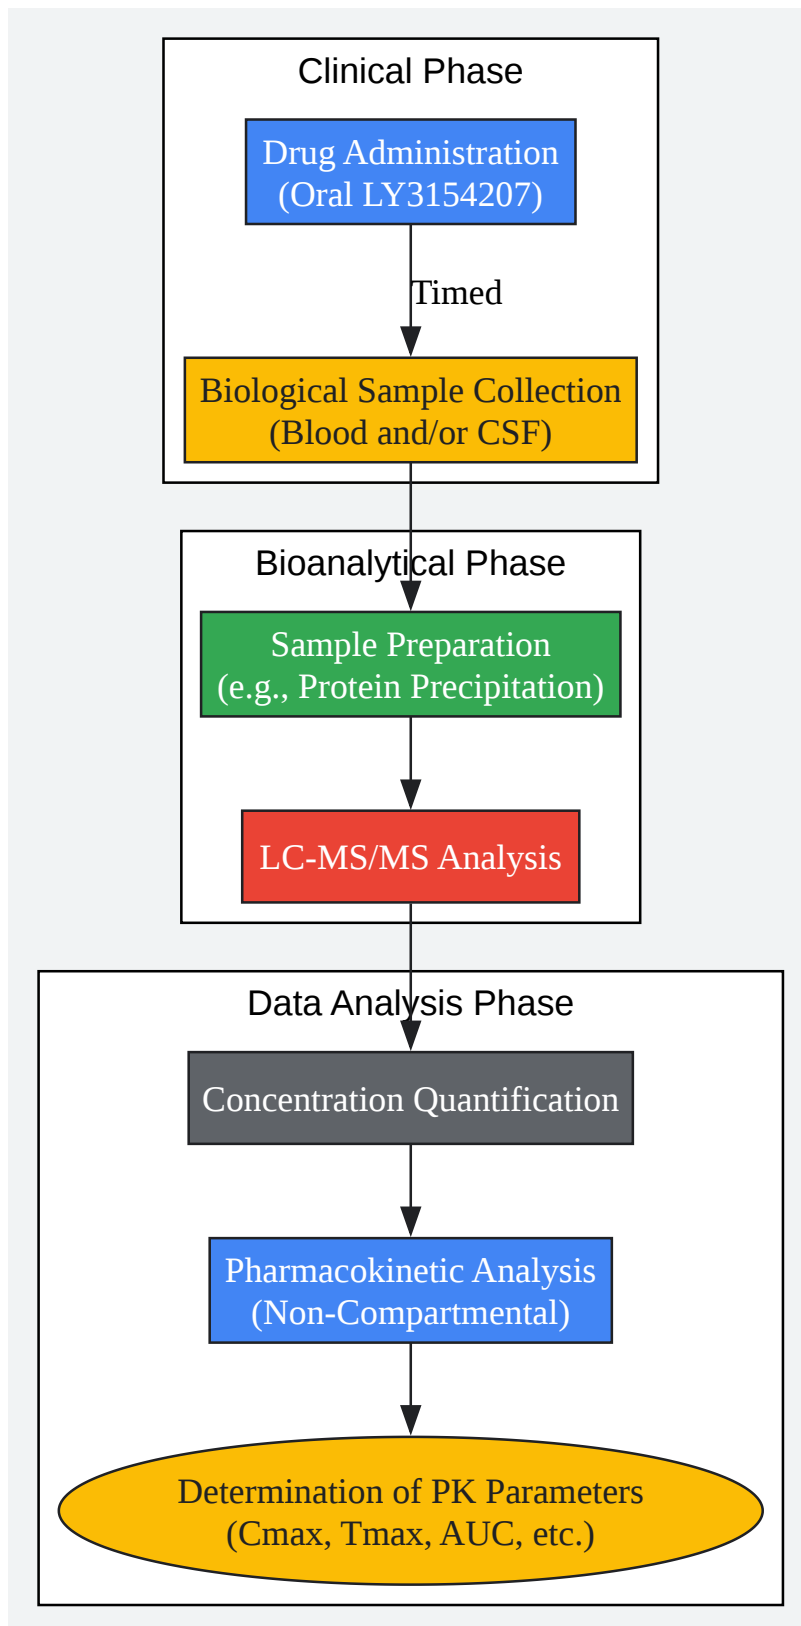 Clinical Phase
Drug Administration
(Oral LY3154207)
Timed
Biological Sample Collection
(Blood and/or CSF)
Bioanalytical Phase
Sample Preparation
(e.g., Protein Precipitation)
LC-MS/MS Analysis
Data Analysis Phase
Concentration Quantification
Pharmacokinetic Analysis
(Non-Compartmental)
Determination of PK Parameters
(Cmax, Tmax, AUC, etc.)